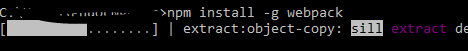 C:\>npm install -g webpack
[..........] | extract:object-copy: sill extract de